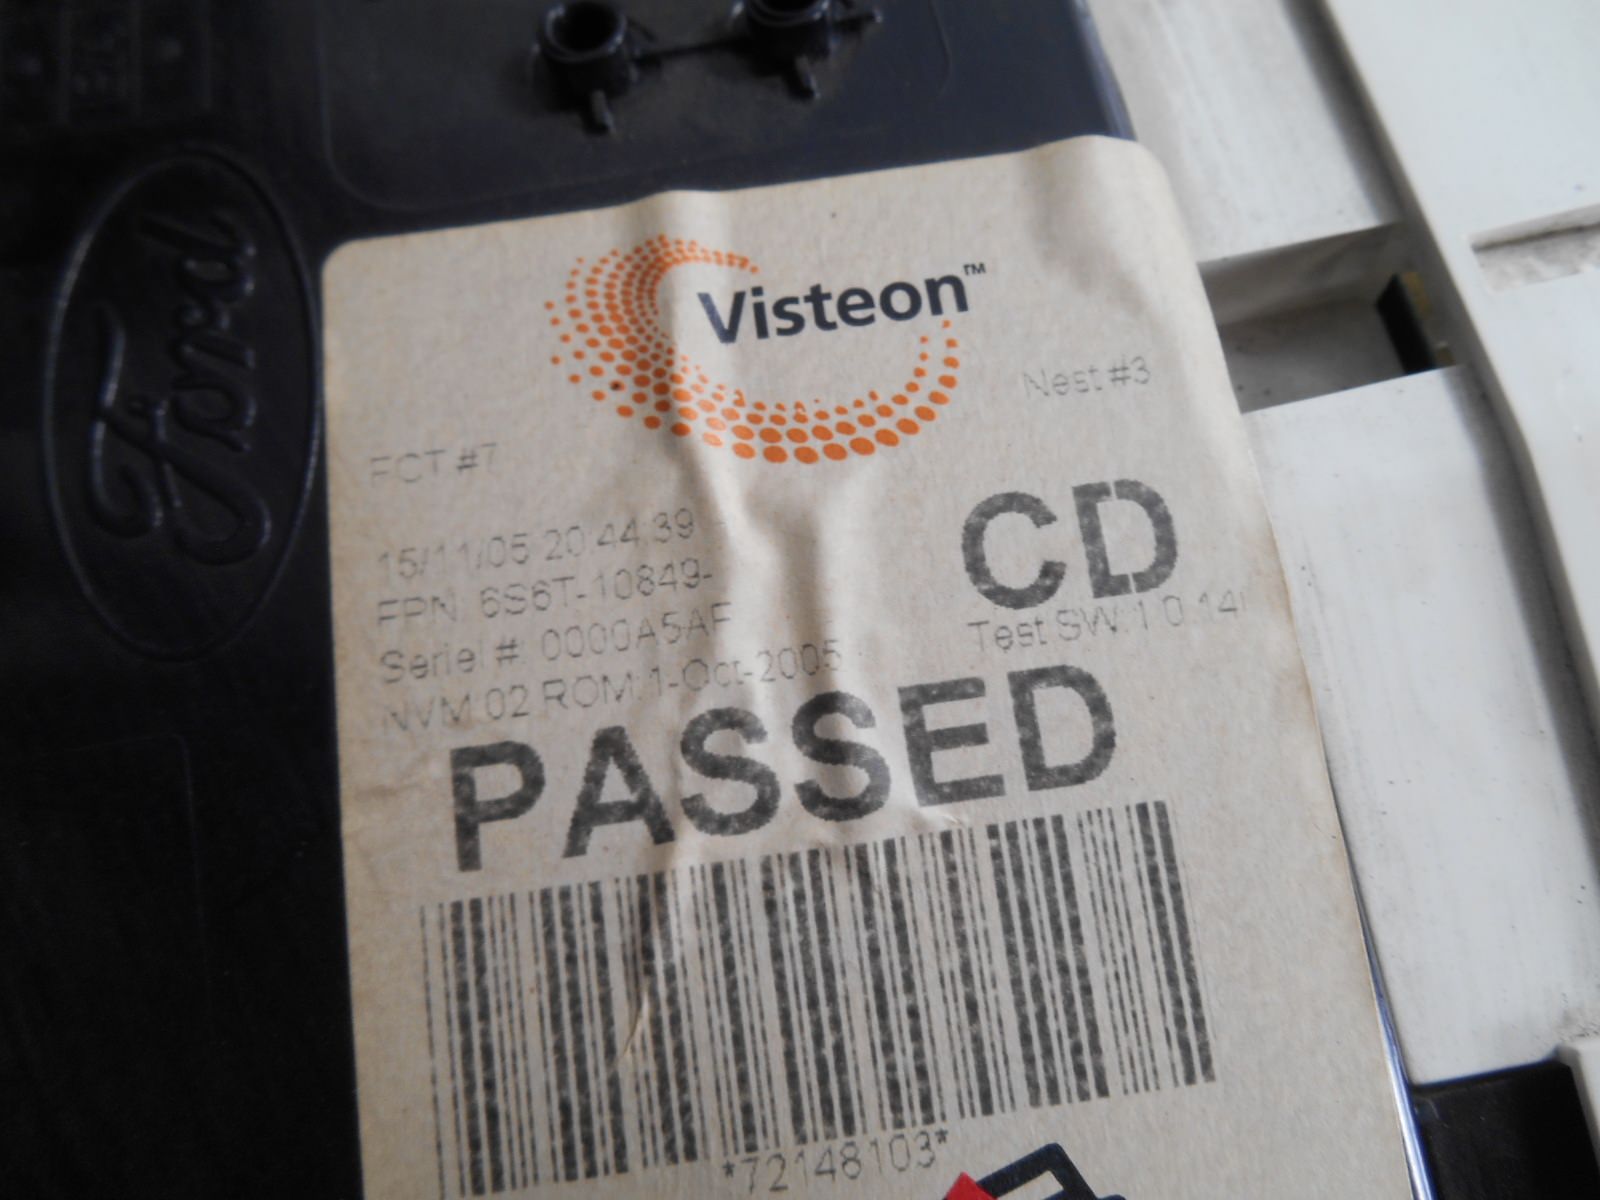 Ford
Visteon™
Nest #3
FCT #7
15/11/05 20:44:39
CD
FPN: 6S6T-10849-
Test SW:1.0.14
Seriel #: 0000A5AF
NVM:02 ROM:1-Oct-2005
PASSED
*72148103*